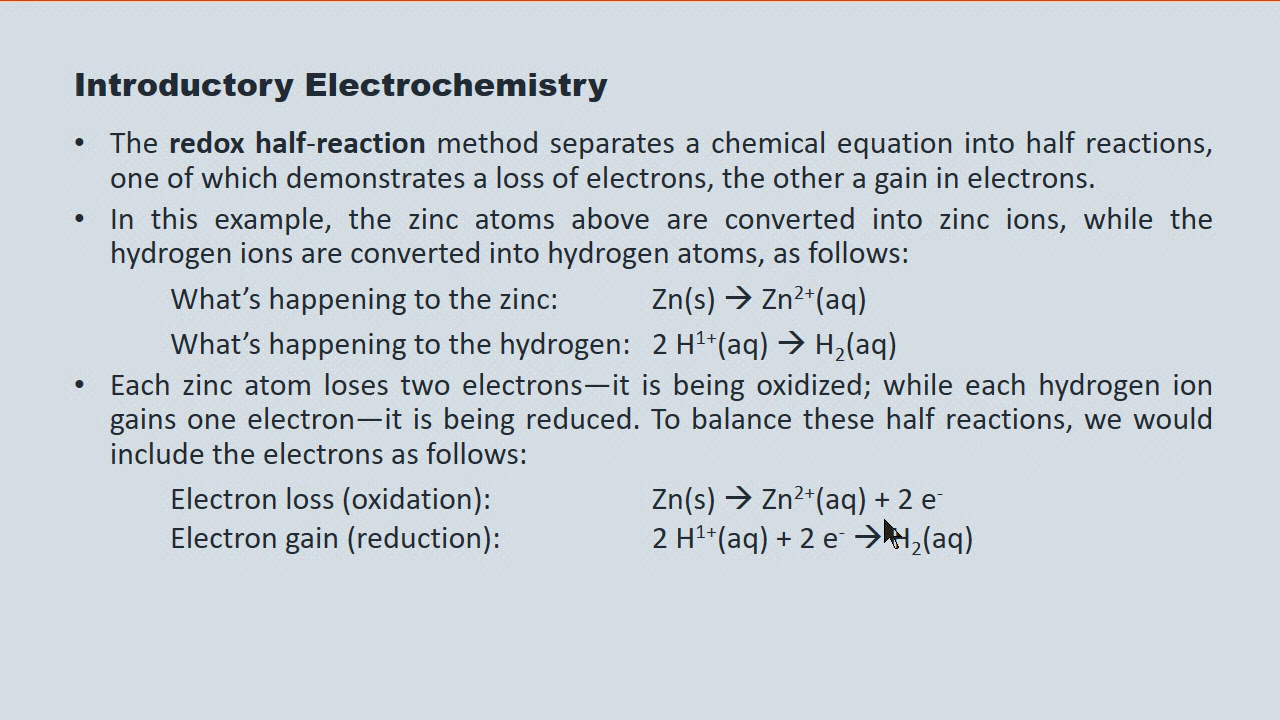 Introductory Electrochemistry
• The redox half-reaction method separates a chemical equation into half reactions,
one of which demonstrates a loss of electrons, the other a gain in electrons.
• In this example, the zinc atoms above are converted into zinc ions, while the
hydrogen ions are converted into hydrogen atoms, as follows:
What’s happening to the zinc: Zn(s) → Zn²⁺(aq)
What’s happening to the hydrogen: 2 H¹⁺(aq) → H₂(aq)
• Each zinc atom loses two electrons—it is being oxidized; while each hydrogen ion
gains one electron—it is being reduced. To balance these half reactions, we would
include the electrons as follows:
Electron loss (oxidation): Zn(s) → Zn²⁺(aq) + 2 e⁻
Electron gain (reduction): 2 H¹⁺(aq) + 2 e⁻ → H₂(aq)